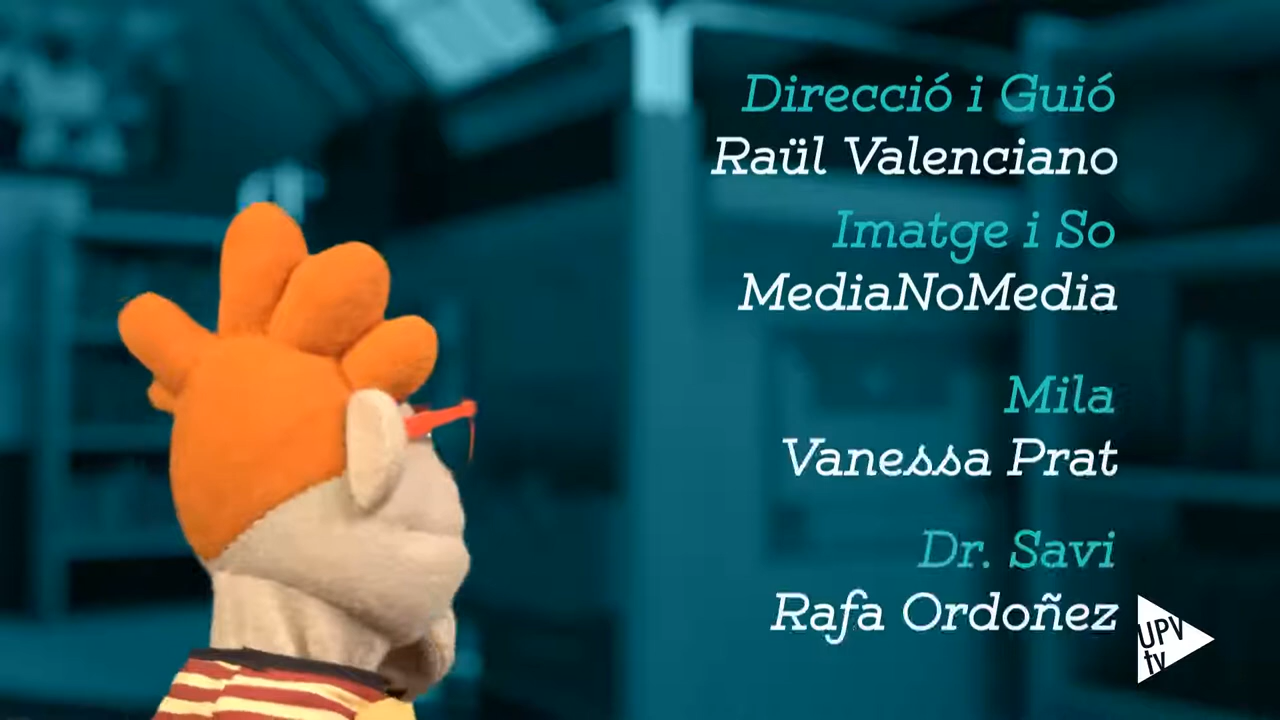 Direcció i Guió
Raül Valenciano
Imatge i So
MediaNoMedia
Mila
Vanessa Prat
Dr. Savi
Rafa Ordoñez
UPV
tv